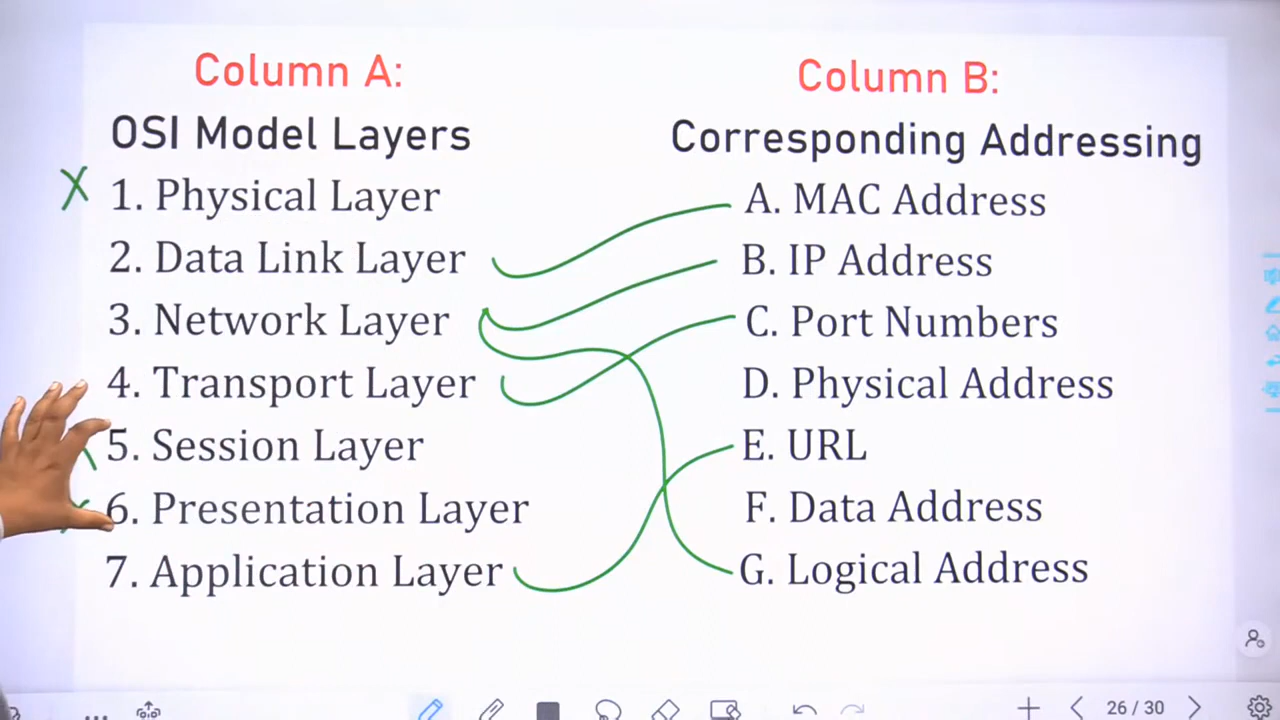 Column A:
OSI Model Layers
X 1. Physical Layer
2. Data Link Layer
3. Network Layer
4. Transport Layer
5. Session Layer
6. Presentation Layer
7. Application Layer
Column B:
Corresponding Addressing
A. MAC Address
B. IP Address
C. Port Numbers
D. Physical Address
E. URL
F. Data Address
G. Logical Address
26 / 30